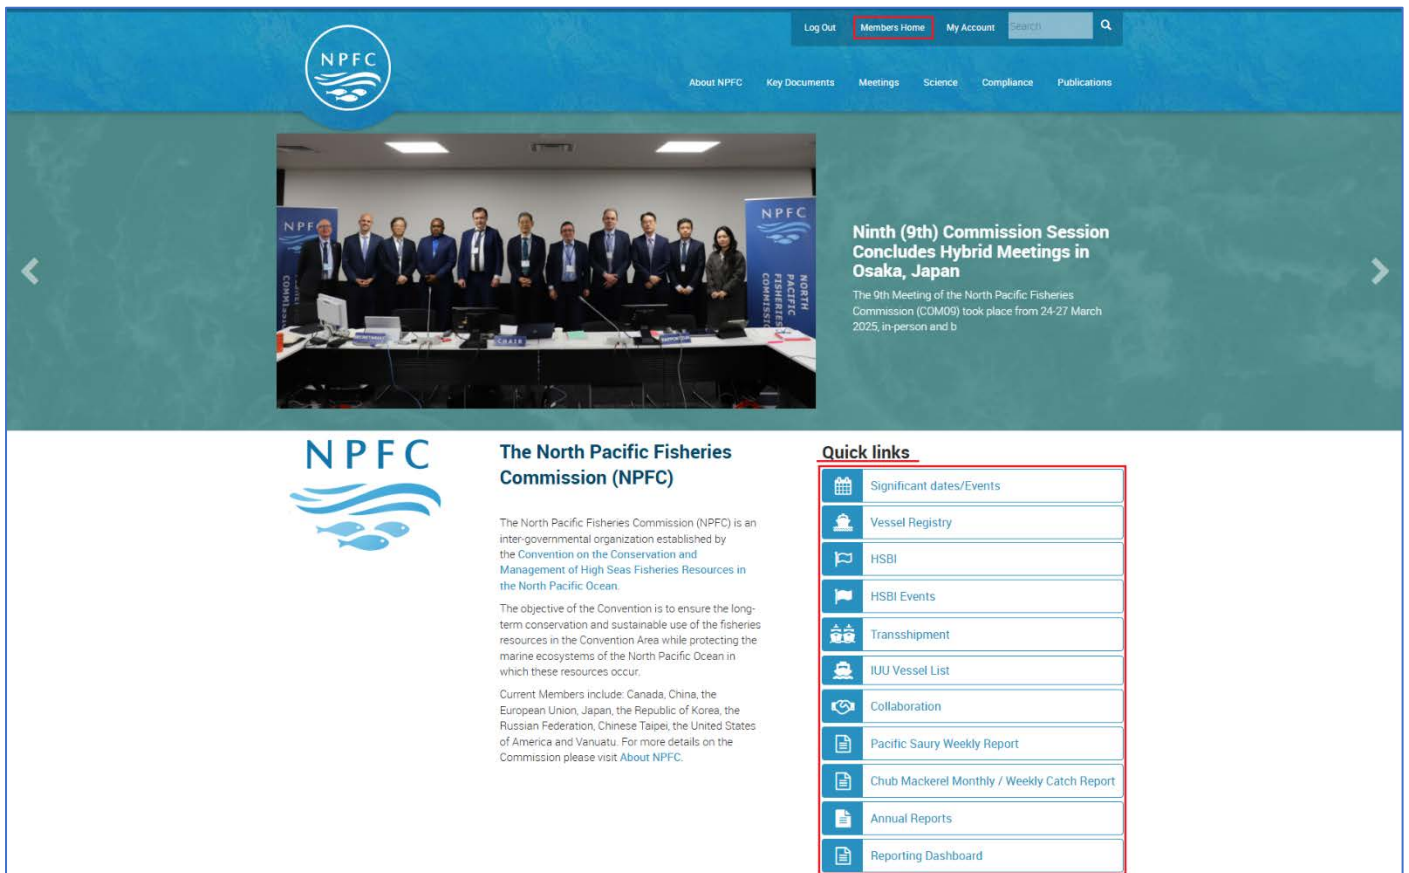 Log Out Members Home My Account Search
NPFC
About NPFC Key Documents Meetings Science Compliance Publications
NPFC
NORTH
PACIFIC
FISHERIES
COMMISSION
CHAIR
Ninth (9th) Commission Session
Concludes Hybrid Meetings in
Osaka, Japan
The 9th Meeting of the North Pacific Fisheries
Commission (COM09) took place from 24-27 March
2025, in-person and b
NPFC
The North Pacific Fisheries
Commission (NPFC)
The North Pacific Fisheries Commission (NPFC) is an
inter-governmental organization established by
the Convention on the Conservation and
Management of High Seas Fisheries Resources in
the North Pacific Ocean.
The objective of the Convention is to ensure the long-
term conservation and sustainable use of the fisheries
resources in the Convention Area while protecting the
marine ecosystems of the North Pacific Ocean in
which these resources occur.
Current Members include: Canada, China, the
European Union, Japan, the Republic of Korea, the
Russian Federation, Chinese Taipei, the United States
of America and Vanuatu. For more details on the
Commission please visit About NPFC.
Quick links
Significant dates/Events
Vessel Registry
HSBI
HSBI Events
Transshipment
IUU Vessel List
Collaboration
Pacific Saury Weekly Report
Chub Mackerel Monthly / Weekly Catch Report
Annual Reports
Reporting Dashboard